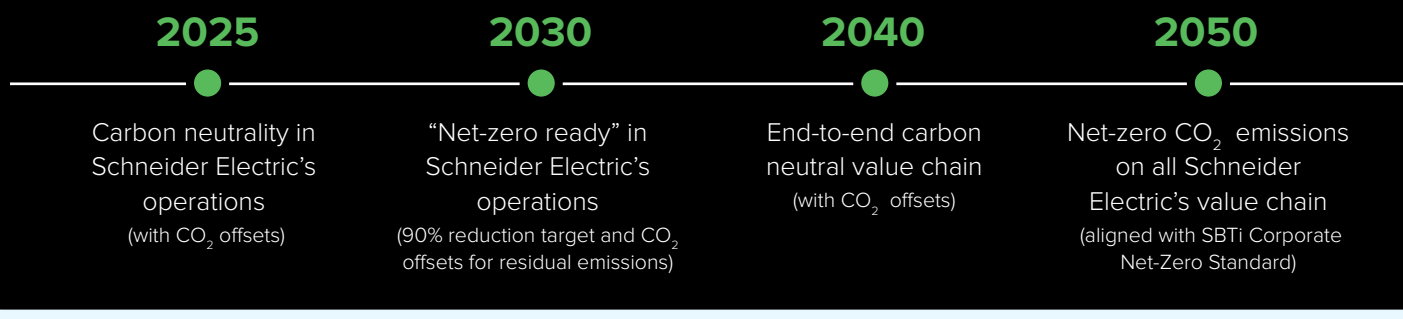 2025
Carbon neutrality in
Schneider Electric’s
operations
(with CO₂ offsets)
2030
“Net-zero ready” in
Schneider Electric’s
operations
(90% reduction target and CO₂
offsets for residual emissions)
2040
End-to-end carbon
neutral value chain
(with CO₂ offsets)
2050
Net-zero CO₂ emissions
on all Schneider
Electric’s value chain
(aligned with SBTi Corporate
Net-Zero Standard)